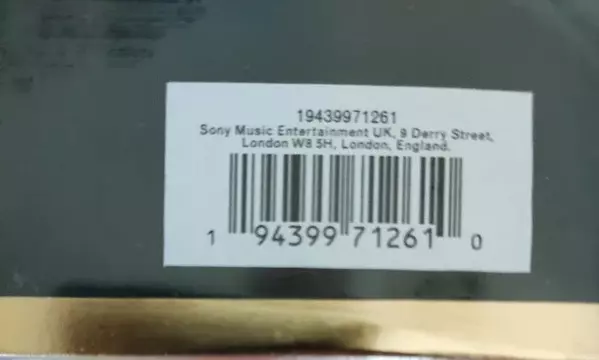 19439971261
Sony Music Entertainment UK, 9 Derry Street,
London W8 5H, London, England.
1 94399 71261 0